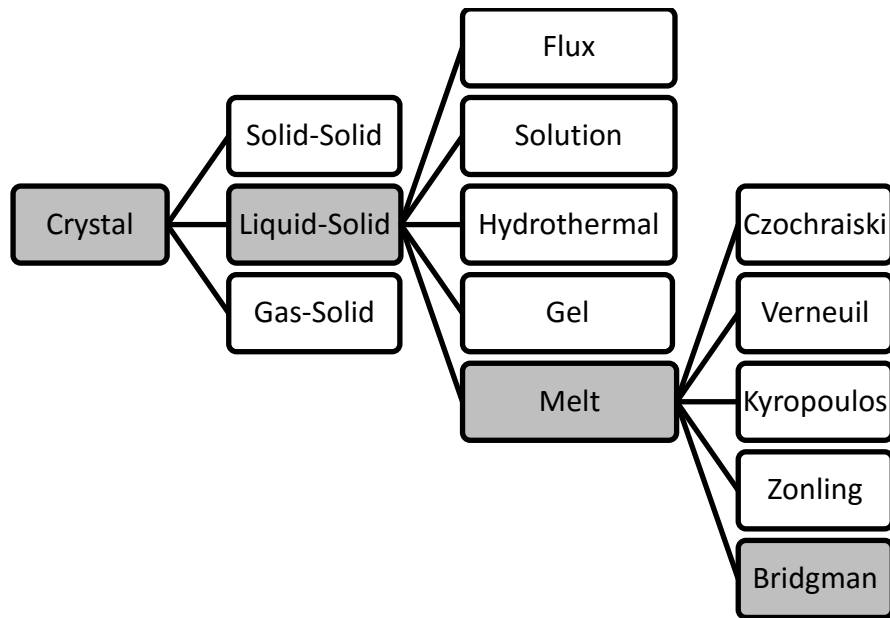 Flux
Solid-Solid
Solution
Crystal
Liquid-Solid
Hydrothermal
Czochraiski
Gas-Solid
Gel
Verneuil
Melt
Kyropoulos
Zonling
Bridgman